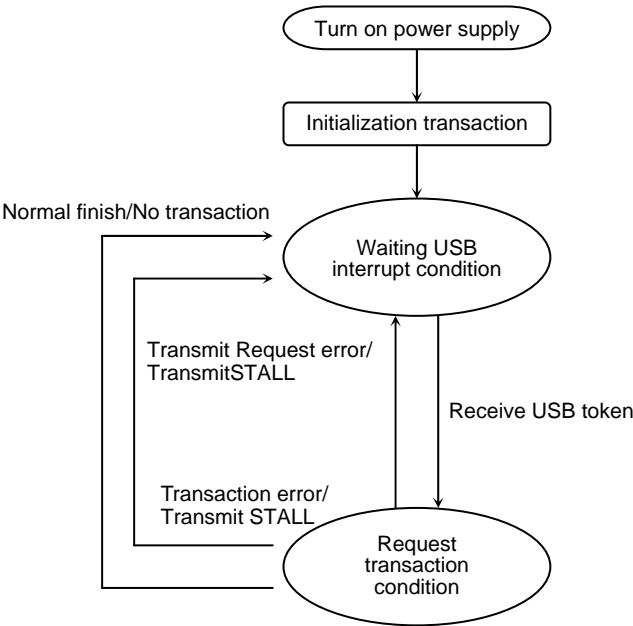 Turn on power supply
Initialization transaction
Normal finish/No transaction
Waiting USB
interrupt condition
Transmit Request error/
TransmitSTALL
Receive USB token
Transaction error/
Transmit STALL
Request
transaction
condition